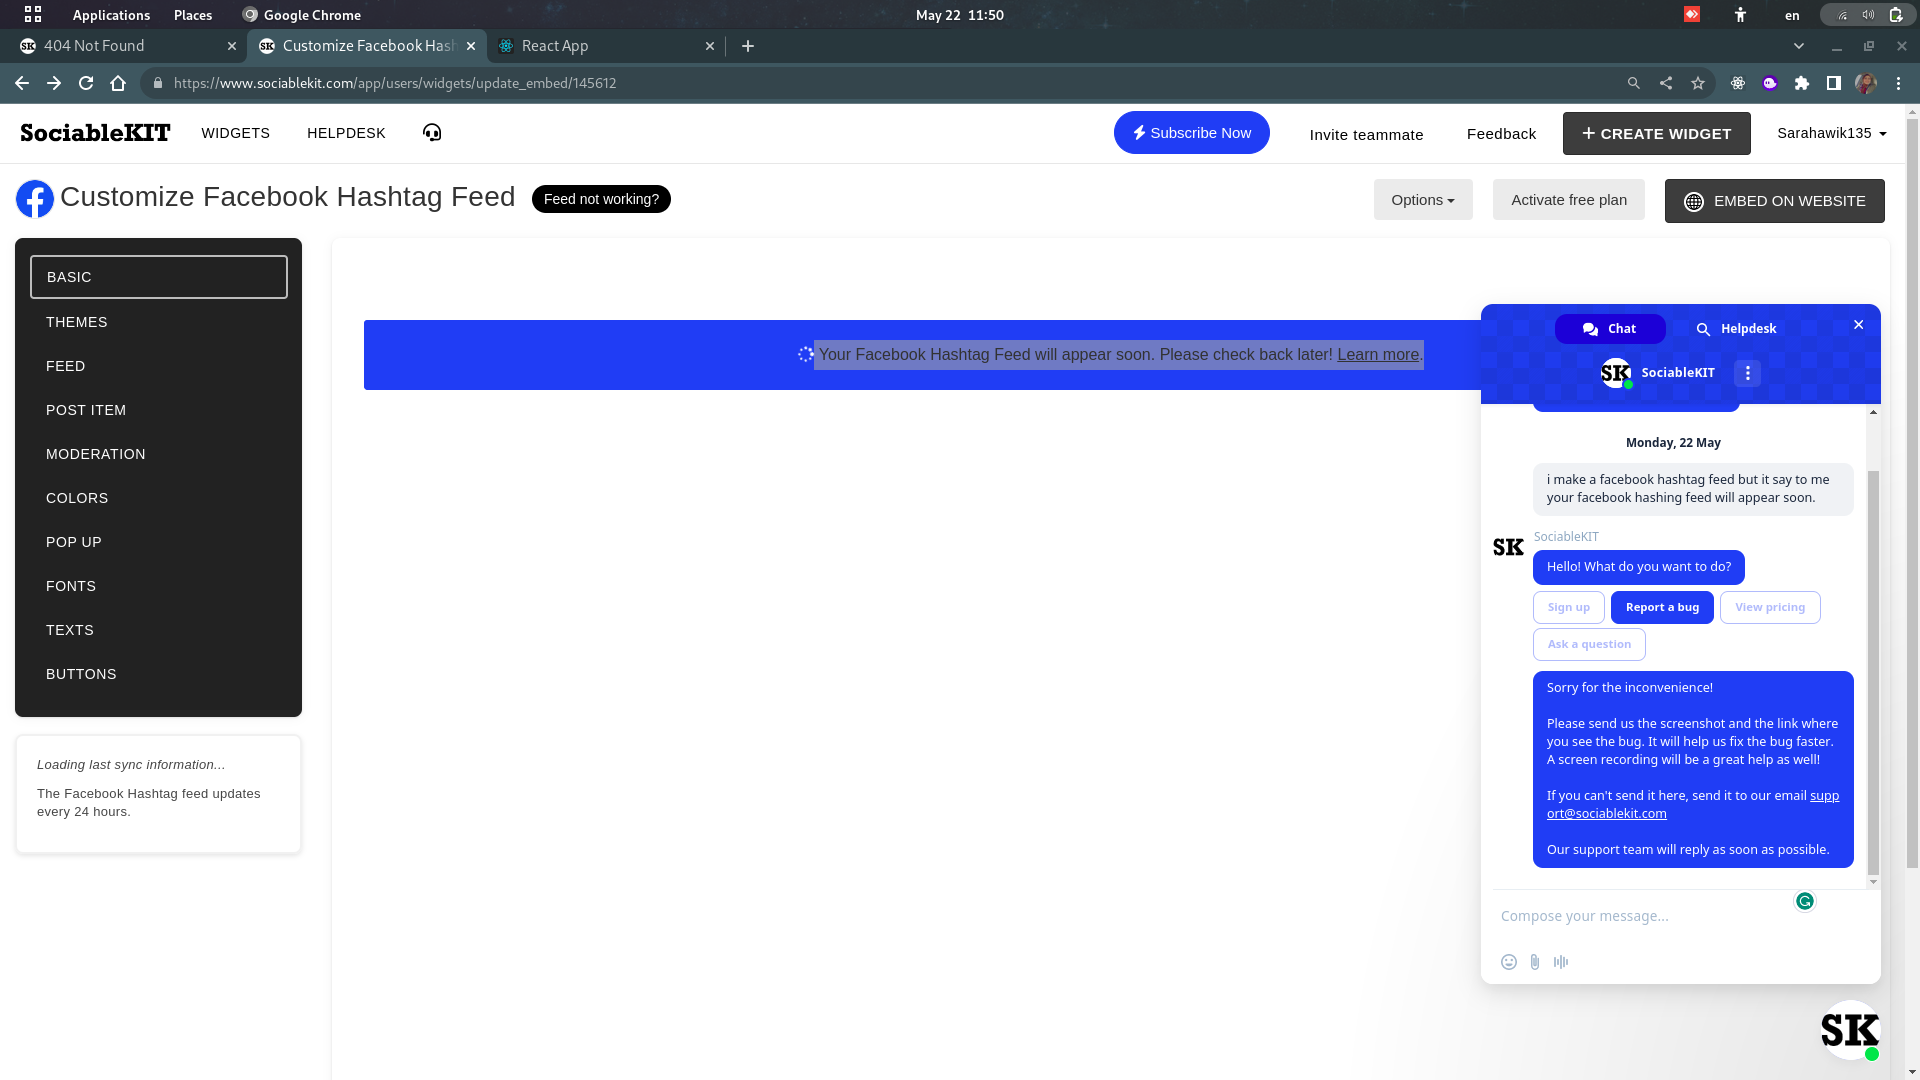 Applications Places Google Chrome May 22 11:50 en
404 Not Found Customize Facebook Hash React App
https://www.sociablekit.com/app/users/widgets/update_embed/145612
SociableKIT WIDGETS HELPDESK Subscribe Now Invite teammate Feedback + CREATE WIDGET Sarahawik135
Customize Facebook Hashtag Feed Feed not working? Options Activate free plan EMBED ON WEBSITE
BASIC
THEMES
FEED
POST ITEM
MODERATION
COLORS
POP UP
FONTS
TEXTS
BUTTONS
Loading last sync information...
The Facebook Hashtag feed updates
every 24 hours.
Your Facebook Hashtag Feed will appear soon. Please check back later! Learn more.
Chat Helpdesk
SK SociableKIT
Monday, 22 May
i make a facebook hashtag feed but it say to me
your facebook hashing feed will appear soon.
SociableKIT
SK
Hello! What do you want to do?
Sign up Report a bug View pricing
Ask a question
Sorry for the inconvenience!
Please send us the screenshot and the link where
you see the bug. It will help us fix the bug faster.
A screen recording will be a great help as well!
If you can't send it here, send it to our email supp
ort@sociablekit.com
Our support team will reply as soon as possible.
Compose your message...
SK